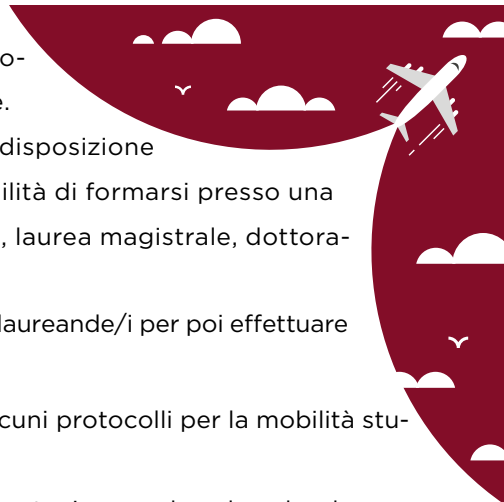 o-
e.
disposizione
ilità di formarsi presso una
, laurea magistrale, dottora-
laureande/i per poi effettuare
cuni protocolli per la mobilità stu-